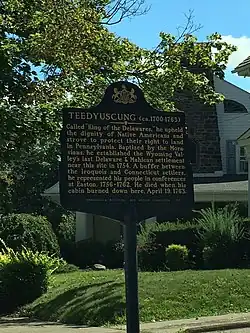 TEEDYUSCUNG (ca. 1700-1763)
Called "King of the Delawares," he upheld
the dignity of Native Americans and
strove to protect their right to land
in Pennsylvania. Baptized by the Mora-
vians, he established the Wyoming Val-
ley's last Delaware & Mahican settlement
near this site in 1754. A buffer between
the Iroquois and Connecticut settlers,
he represented his people in conferences
at Easton, 1756-1762. He died when his
cabin burned down here, April 19, 1763.